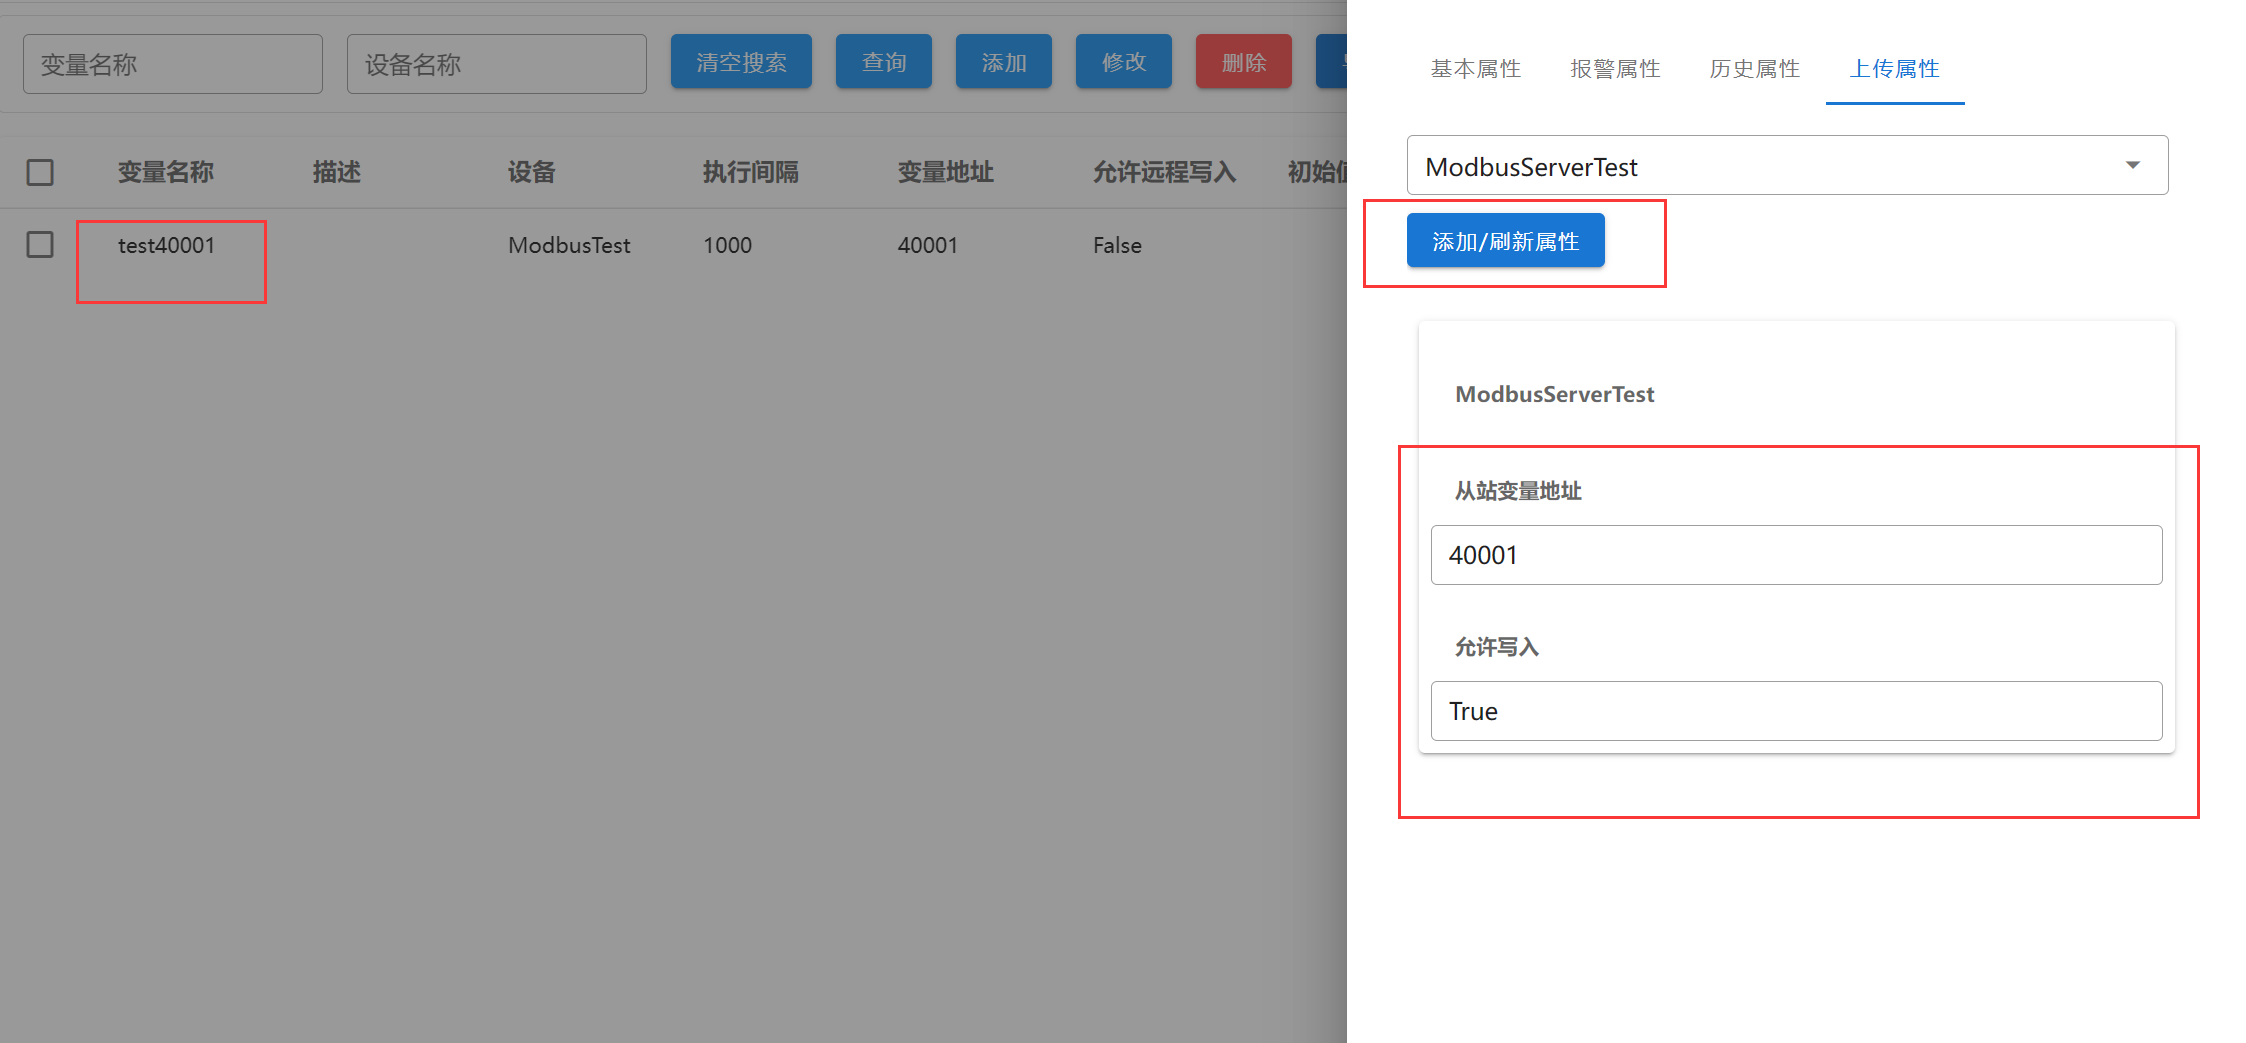 变量名称
设备名称
清空搜索
查询
添加
修改
删除
变量名称 描述 设备 执行间隔 变量地址 允许远程写入 初始值
test40001 ModbusTest 1000 40001 False
基本属性 报警属性 历史属性 上传属性
ModbusServerTest
添加/刷新属性
ModbusServerTest
从站变量地址
40001
允许写入
True